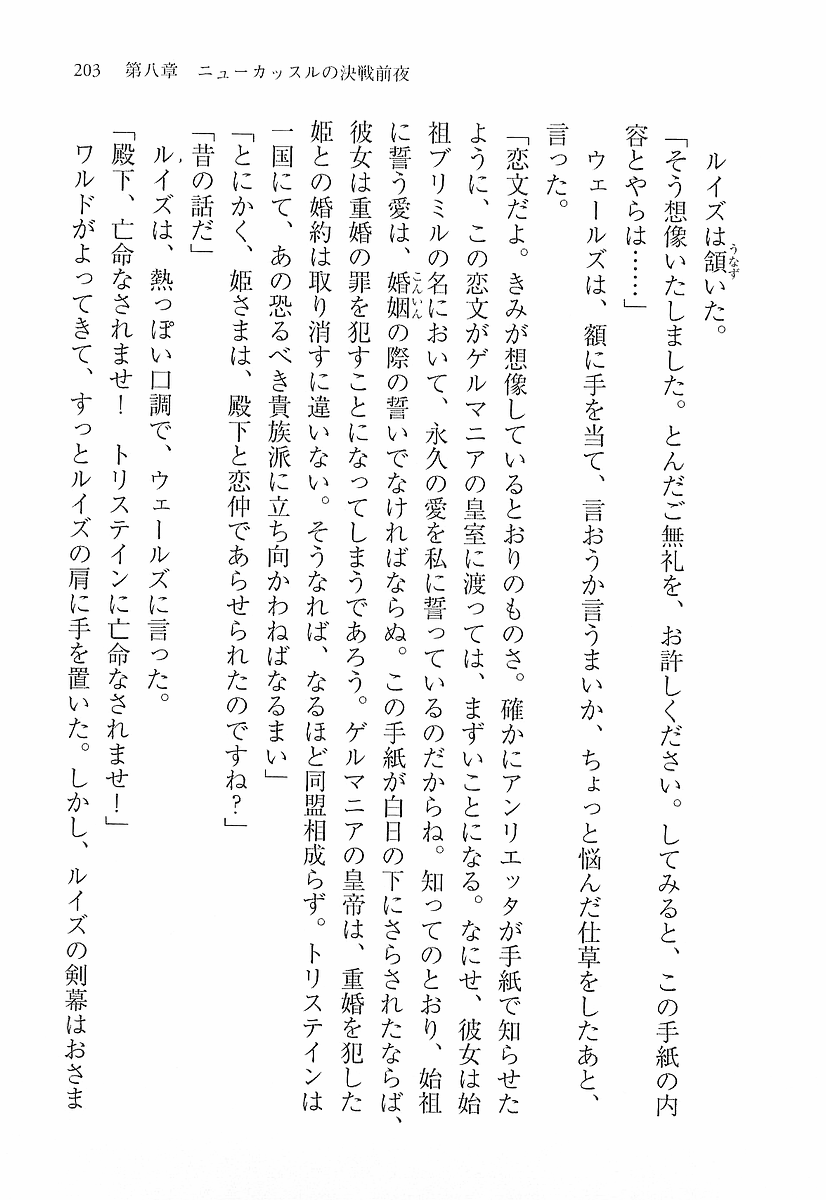 203　第八章　ニューカッスルの決戦前夜
ルイズは頷いた。
「そう想像いたしました。とんだご無礼を、お許しください。してみると、この手紙の内
容とやらは……」
ウェールズは、額に手を当て、言おうか言うまいか、ちょっと悩んだ仕草をしたあと、
言った。
「恋文だよ。きみが想像しているとおりのものさ。確かにアンリエッタが手紙で知らせた
ように、この恋文がゲルマニアの皇室に渡っては、まずいことになる。なにせ、彼女は始
祖ブリミルの名において、永久の愛を私に誓っているのだからね。知ってのとおり、始祖
に誓う愛は、婚姻の際の誓いでなければならぬ。この手紙が白日の下にさらされたならば、
彼女は重婚の罪を犯すことになってしまうであろう。ゲルマニアの皇帝は、重婚を犯した
姫との婚約は取り消すに違いない。そうなれば、なるほど同盟相成らず。トリステインは
一国にて、あの恐るべき貴族派に立ち向かわねばなるまい」
「とにかく、姫さまは、殿下と恋仲であらせられたのですね？」
「昔の話だ」
ルイズは、熱っぽい口調で、ウェールズに言った。
「殿下、亡命なされませ！　トリステインに亡命なされませ！」
ワルドがよってきて、すっとルイズの肩に手を置いた。しかし、ルイズの剣幕はおさま